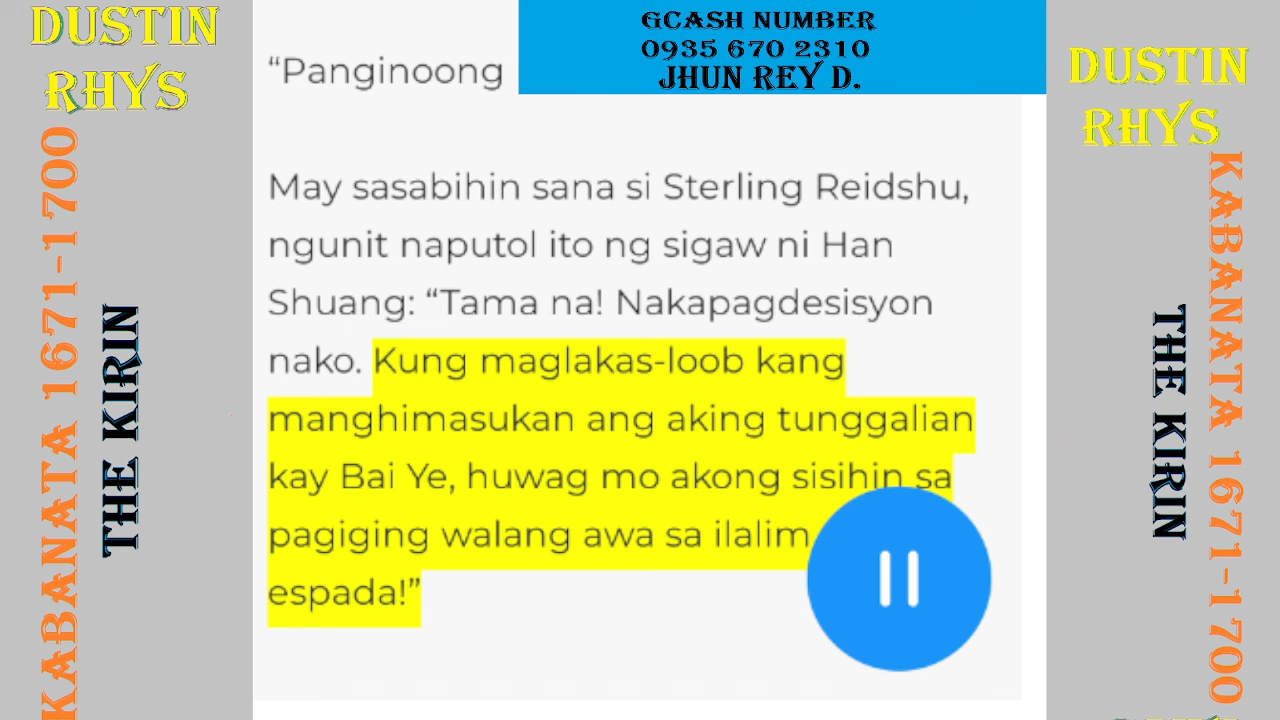 DUSTIN
RHYS
KABANATA 1671-1700
THE KIRIN
GCASH NUMBER
0935 670 2310
JHUN REY D.
“Panginoong
May sasabihin sana si Sterling Reidshu,
ngunit naputol ito ng sigaw ni Han
Shuang: “Tama na! Nakapagdesisyon
nako. Kung maglakas-loob kang
manghimasukan ang aking tunggalian
kay Bai Ye, huwag mo akong sisihin sa
pagiging walang awa sa ilalim
espada!”
DUSTIN
RHYS
KABANATA 1671-1700
THE KIRIN